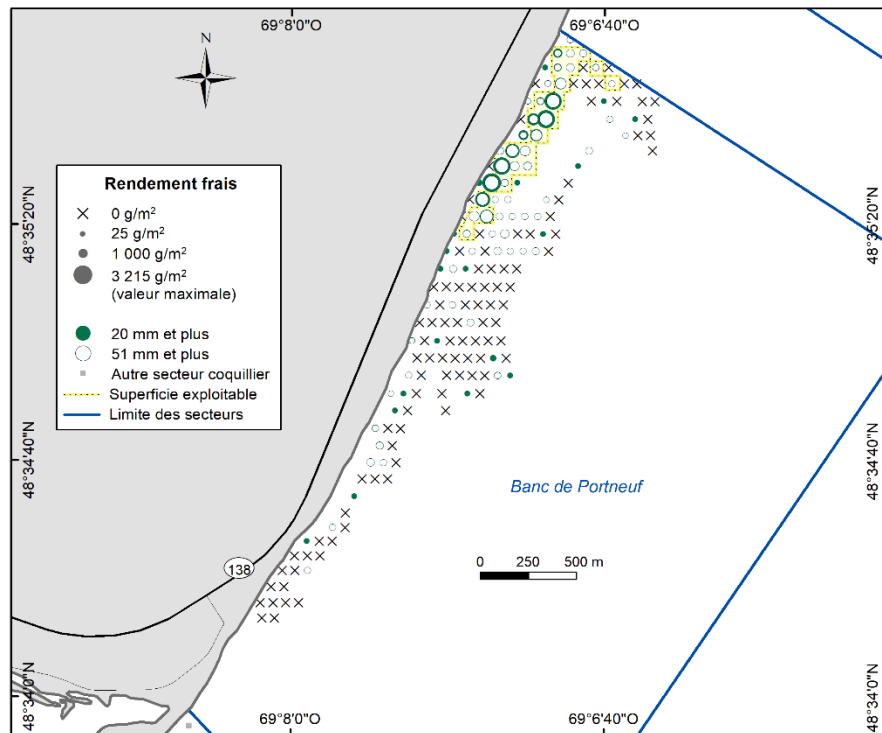 69°8'0"O
69°6'40"O
N
Rendement frais
0 g/m²
25 g/m²
1 000 g/m²
3 215 g/m²
(valeur maximale)
20 mm et plus
51 mm et plus
Autre secteur coquillier
Superficie exploitable
Limite des secteurs
48°35'20"N
48°35'20"N
48°34'40"N
48°34'40"N
Banc de Portneuf
0 250 500 m
138
48°34'0"N
48°34'0"N
69°8'0"O
69°6'40"O